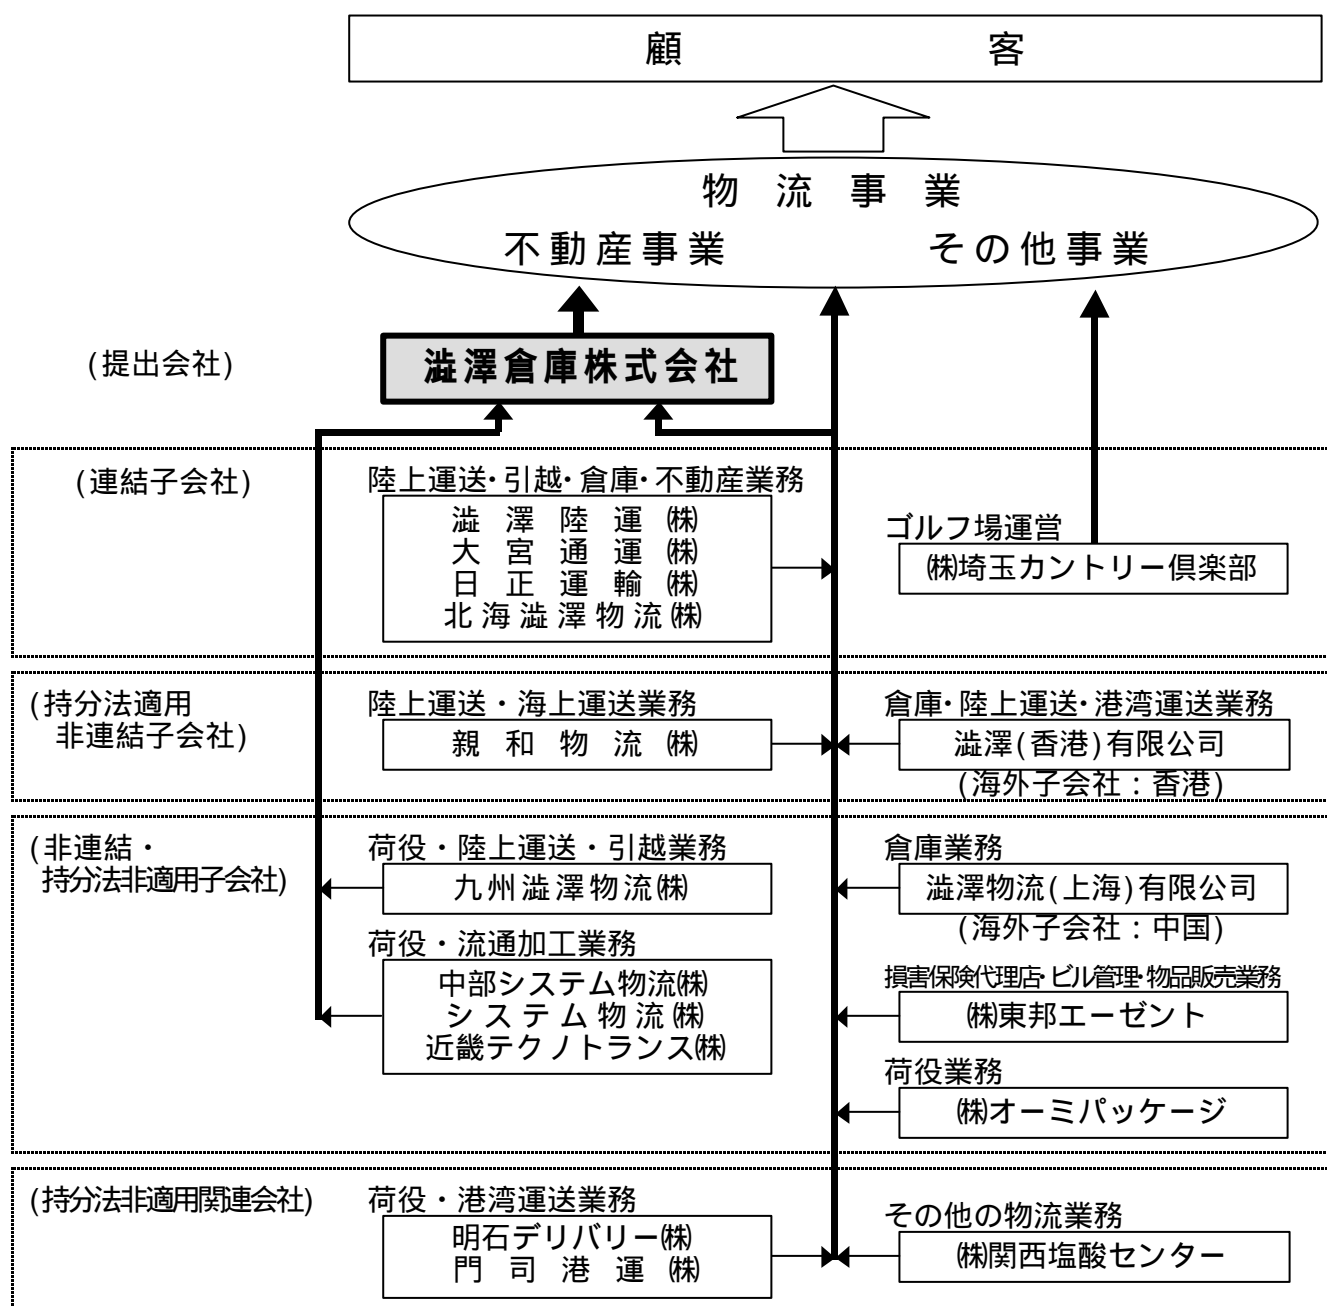 顧客
物流事業
不動産事業 その他事業
(提出会社)
澁澤倉庫株式会社
(連結子会社)
陸上運送・引越・倉庫・不動産業務
澁澤陸運㈱
大宮通運㈱
日正運輸㈱
北海澁澤物流㈱
ゴルフ場運営
㈱埼玉カントリー倶楽部
(持分法適用
非連結子会社)
陸上運送・海上運送業務
親和物流㈱
倉庫・陸上運送・港湾運送業務
澁澤(香港)有限公司
(海外子会社：香港)
(非連結・
持分法非適用子会社)
荷役・陸上運送・引越業務
九州澁澤物流㈱
荷役・流通加工業務
中部システム物流㈱
システム物流㈱
近畿テクノトランス㈱
倉庫業務
澁澤物流(上海)有限公司
(海外子会社：中国)
損害保険代理店・ビル管理・物品販売業務
㈱東邦エーゼント
荷役業務
㈱オーミパッケージ
(持分法非適用関連会社)
荷役・港湾運送業務
明石デリバリー㈱
門司港運㈱
その他の物流業務
㈱関西塩酸センター